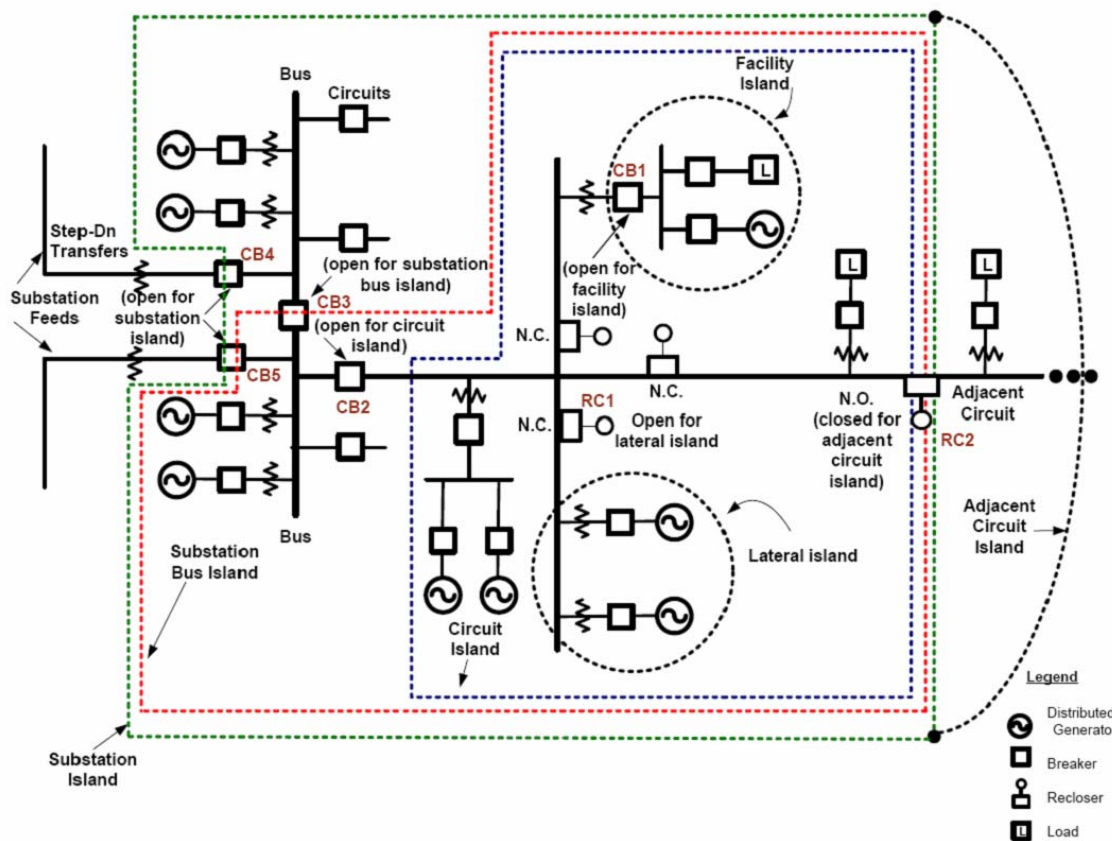 Bus
Circuits
Facility
Island
CB1
L
Step-Dn
Transfers
CB4
(open for substation
bus island)
(open for
facility
island)
L
L
Substation
Feeds
(open for
substation
island)
CB3
(open for circuit
island)
N.C.
CB5
CB2
N.C.
RC1
N.C.
Open for
lateral island
N.O.
(closed for
adjacent
circuit
island)
Adjacent
Circuit
RC2
Bus
Substation
Bus Island
Lateral island
Adjacent
Circuit
Island
Circuit
Island
Substation
Island
Legend
Distributed
Generato
Breaker
Recloser
L
Load